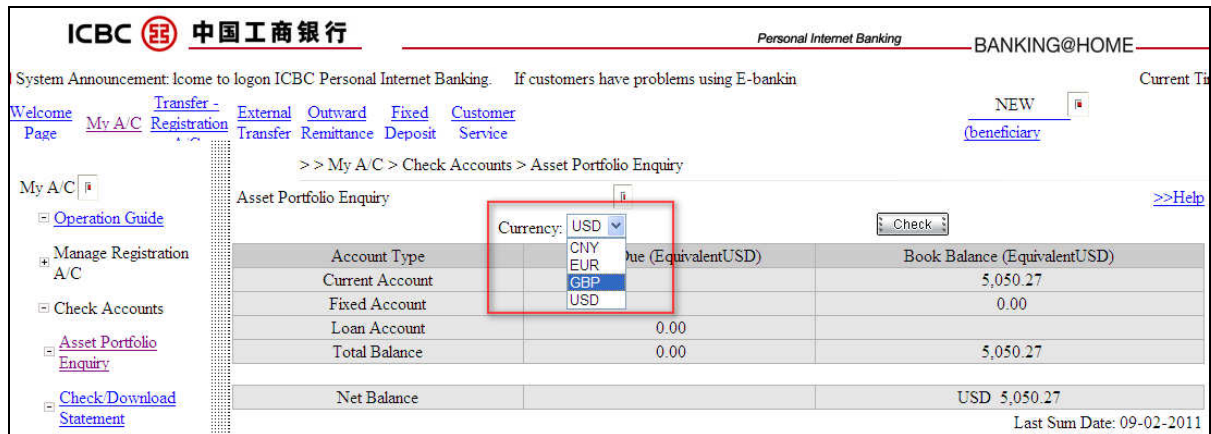 ICBC 中国工商银行
Personal Internet Banking
BANKING@HOME
System Announcement: lcome to logon ICBC Personal Internet Banking. If customers have problems using E-bankin
Current Ti
Welcome Page
My A/C
Transfer - Registration
External Transfer
Outward Remittance
Fixed Deposit
Customer Service
NEW
(beneficiary
> > My A/C > Check Accounts > Asset Portfolio Enquiry
My A/C
Operation Guide
Manage Registration
A/C
Check Accounts
Asset Portfolio
Enquiry
Check/Download
Statement
Asset Portfolio Enquiry
>>Help
Currency: USD
Check
CNY
EUR
GBP
USD
Account Type Due (EquivalentUSD) Book Balance (EquivalentUSD)
Current Account 5,050.27
Fixed Account 0.00
Loan Account 0.00
Total Balance 0.00 5,050.27
Net Balance USD 5,050.27
Last Sum Date: 09-02-2011